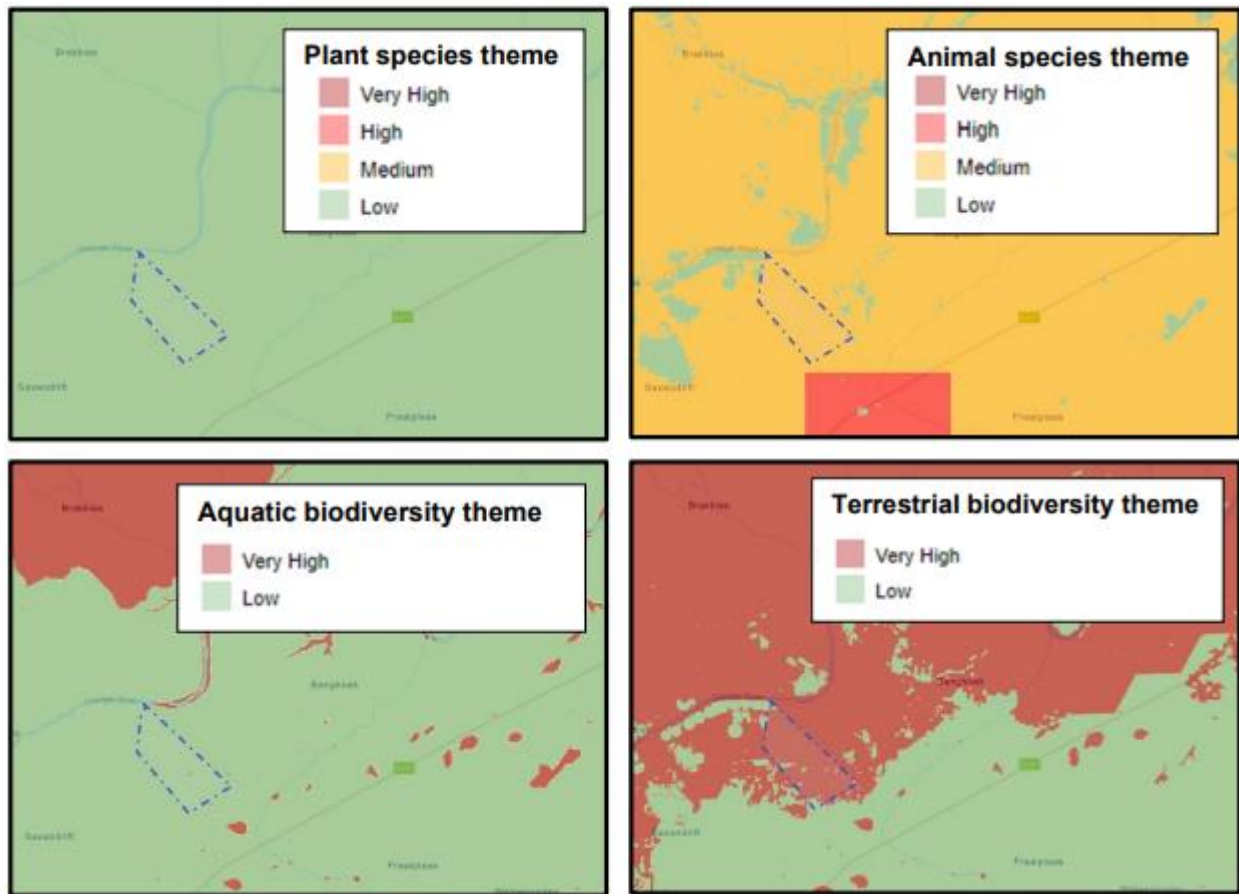 Plant species theme
Very High
High
Medium
Low
Animal species theme
Very High
High
Medium
Low
Aquatic biodiversity theme
Very High
Low
Terrestrial biodiversity theme
Very High
Low